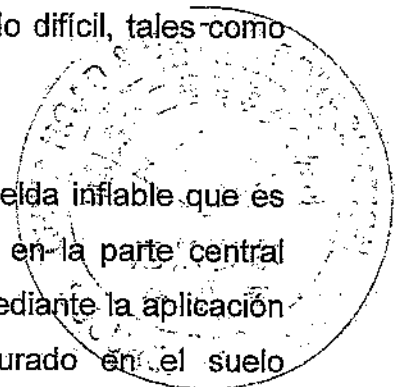 do difícil, tales como
elda inflable que es
en la parte central
ediante la aplicación
urado en el suelo